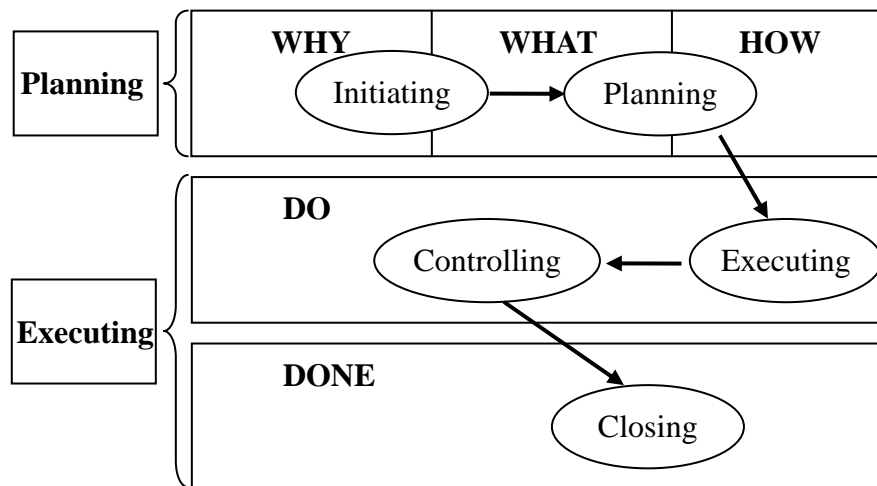 WHY
WHAT
HOW
Planning
Initiating
Planning
DO
Controlling
Executing
Executing
DONE
Closing